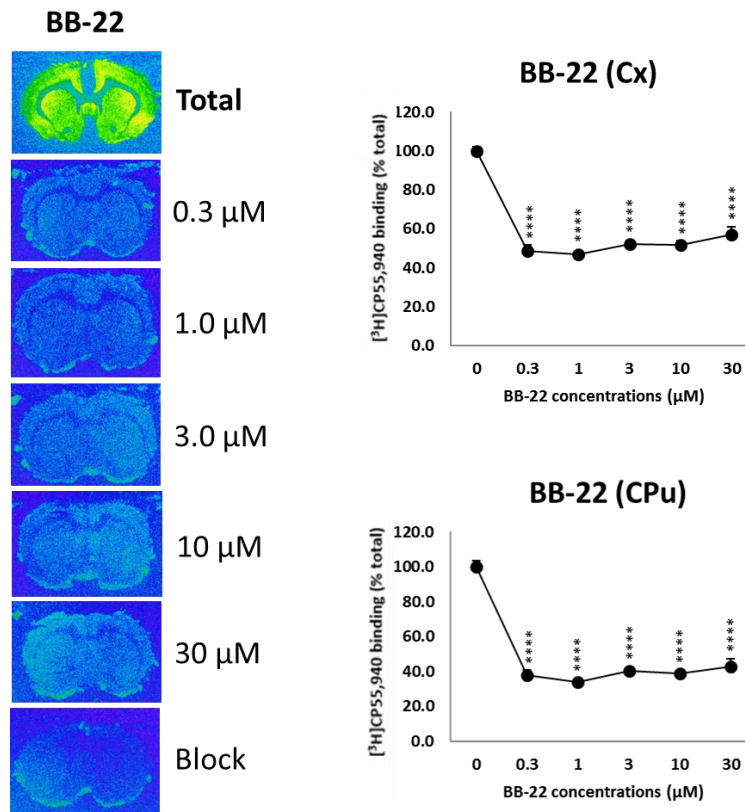 BB-22
Total
0.3 µM
1.0 µM
3.0 µM
10 µM
30 µM
Block
BB-22 (Cx)
[³H]CP55,940 binding (% total)
120.0
100.0
80.0
60.0
40.0
20.0
0.0
****
****
****
****
****
0 0.3 1 3 10 30
BB-22 concentrations (µM)
BB-22 (CPu)
[³H]CP55,940 binding (% total)
120.0
100.0
80.0
60.0
40.0
20.0
0.0
****
****
****
****
****
0 0.3 1 3 10 30
BB-22 concentrations (µM)